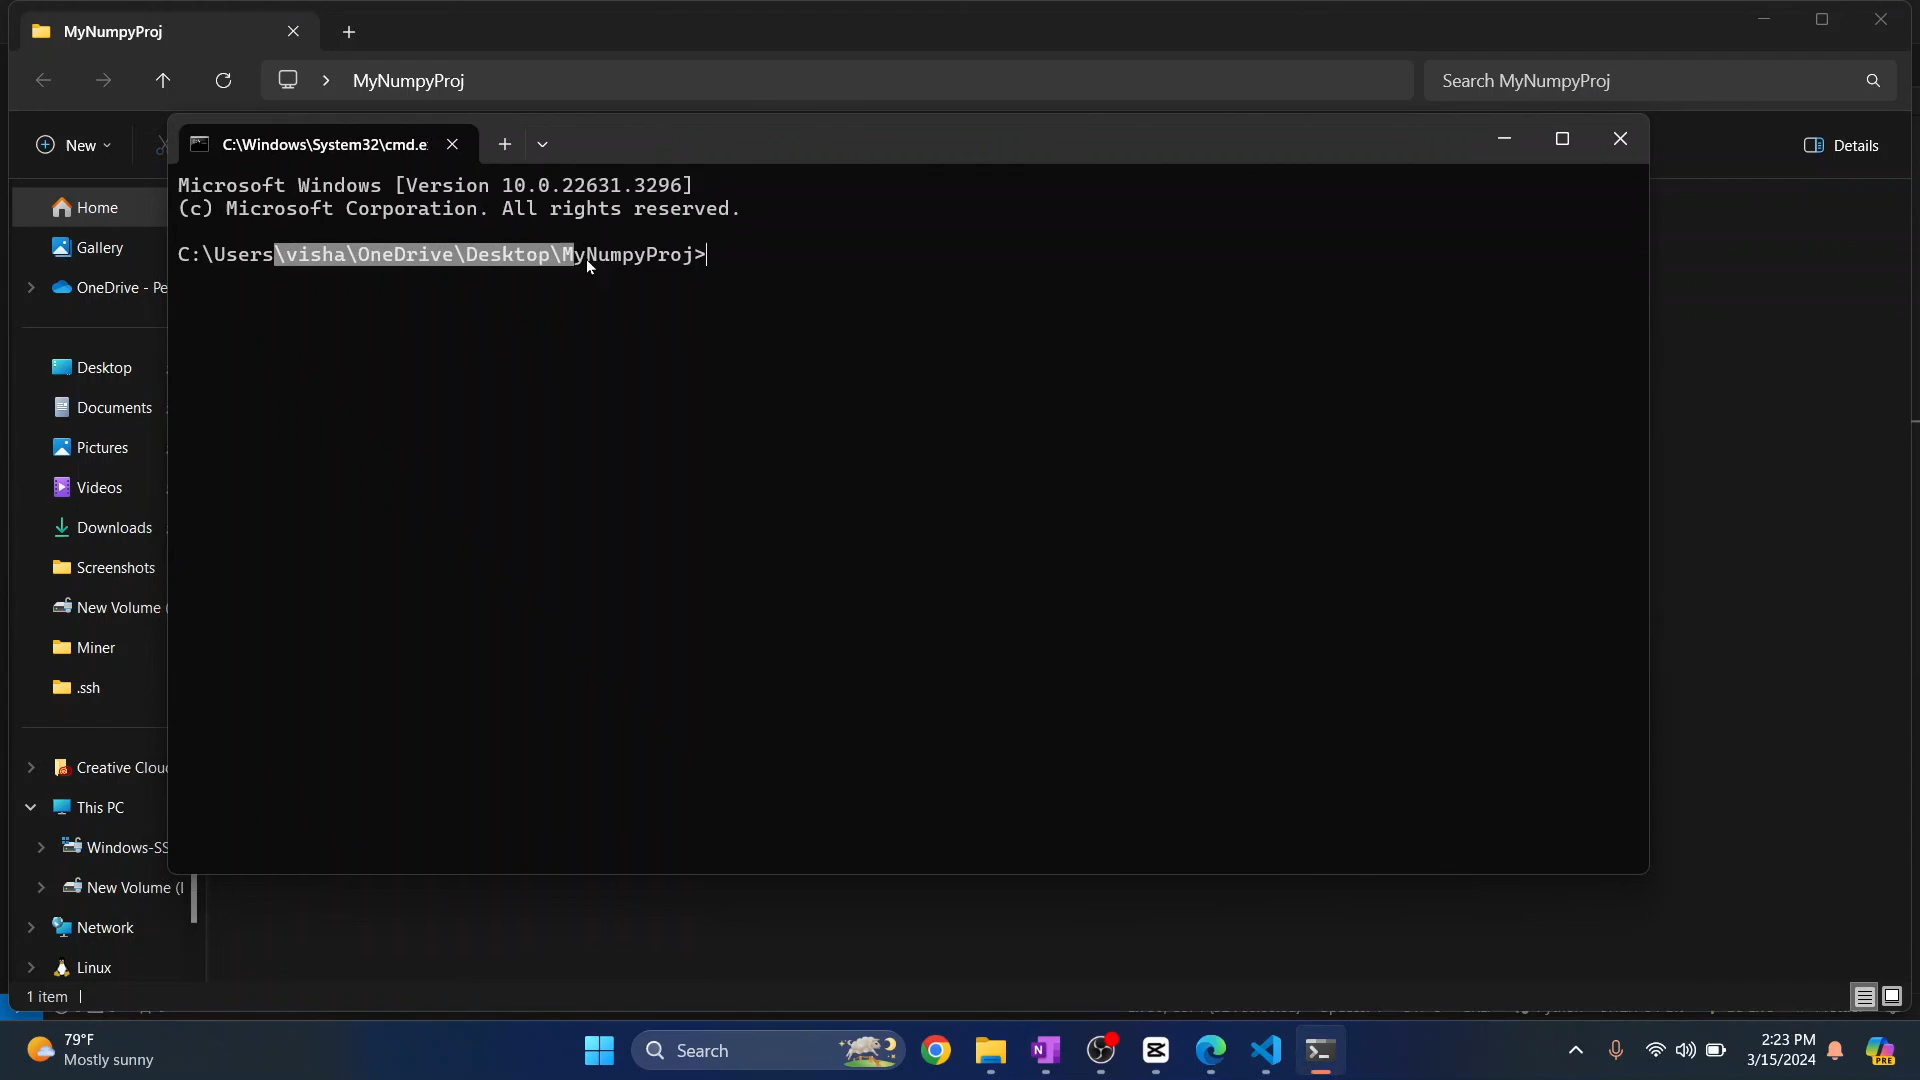 MyNumpyProj
MyNumpyProj
Search MyNumpyProj
New
C:\Windows\System32\cmd.e
Details
Microsoft Windows [Version 10.0.22631.3296]
(c) Microsoft Corporation. All rights reserved.
C:\Users\visha\OneDrive\Desktop\MyNumpyProj>
Home
Gallery
OneDrive - Pe
Desktop
Documents
Pictures
Videos
Downloads
Screenshots
New Volume (
Miner
.ssh
Creative Cloud
This PC
Windows-SS
New Volume (
Network
Linux
1 item
79°F
Mostly sunny
Search
2:23 PM
3/15/2024
PRE